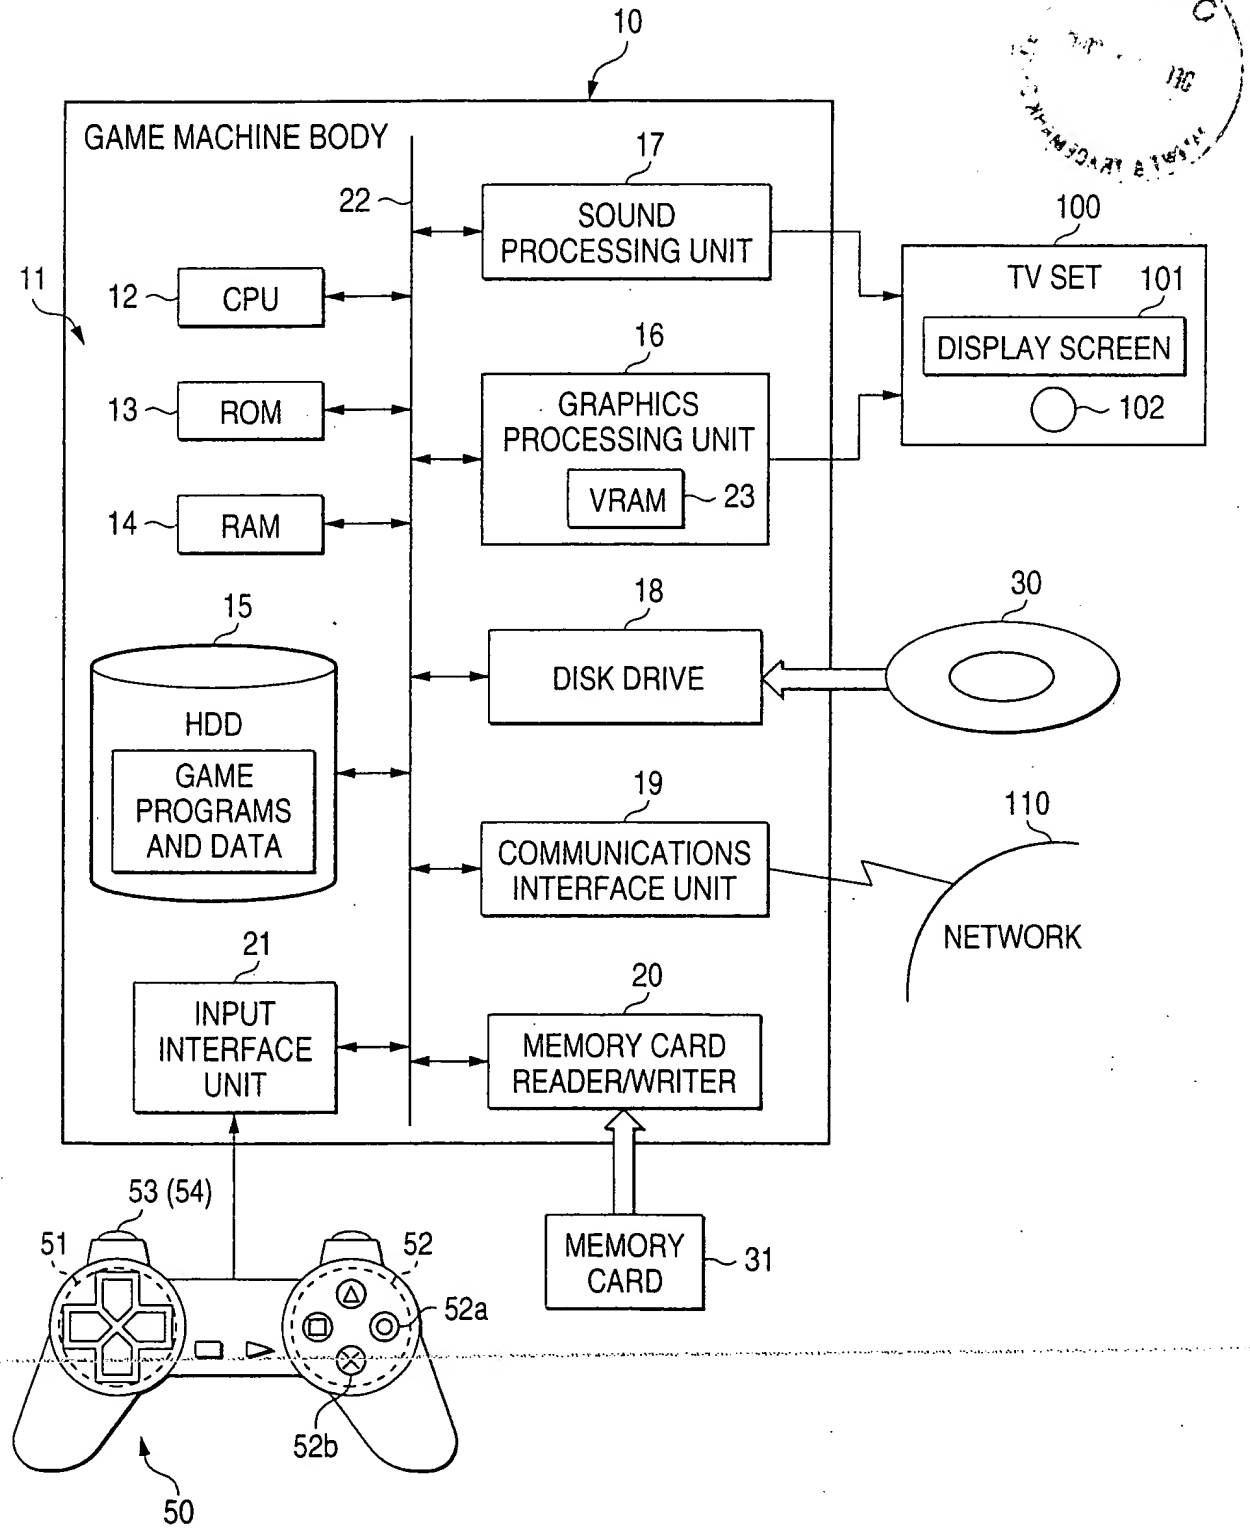 10
GAME MACHINE BODY
17
22
SOUND
PROCESSING UNIT
100
TV SET
101
DISPLAY SCREEN
102
11
12
CPU
16
13
ROM
GRAPHICS
PROCESSING UNIT
VRAM
23
14
RAM
15
18
30
DISK DRIVE
HDD
GAME
PROGRAMS
AND DATA
19
110
COMMUNICATIONS
INTERFACE UNIT
NETWORK
21
20
INPUT
INTERFACE
UNIT
MEMORY CARD
READER/WRITER
53 (54)
51
52
MEMORY
CARD
31
52a
52b
50